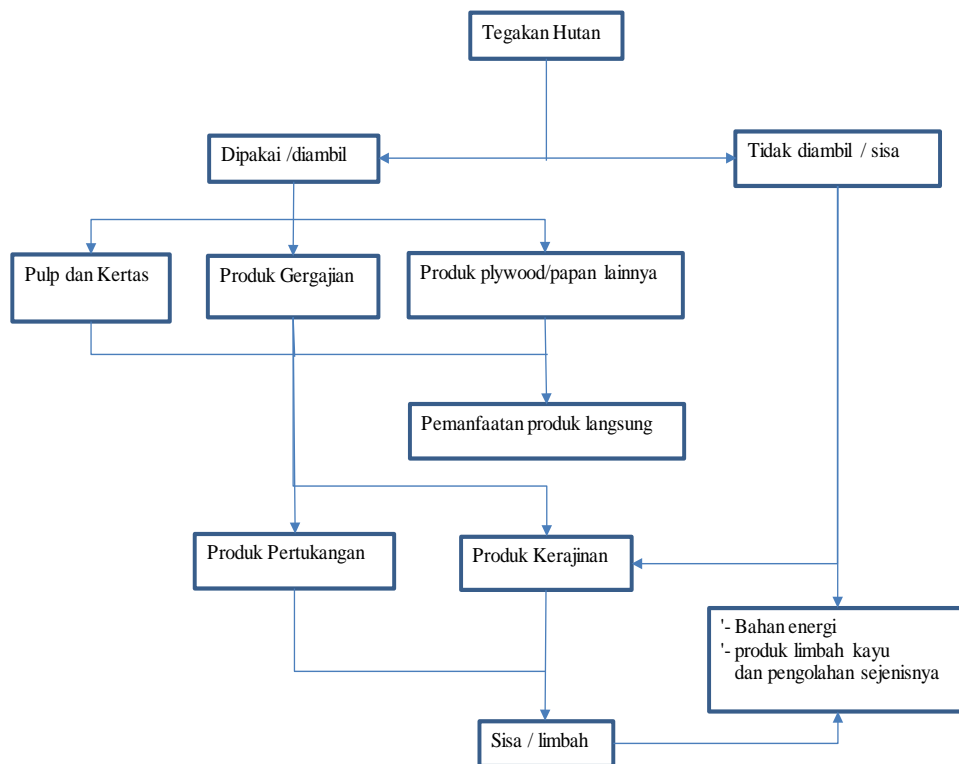 Tegakan Hutan
Dipakai /diambil
Tidak diambil / sisa
Pulp dan Kertas
Produk Gergajian
Produk plywood/papan lainnya
Pemanfaatan produk langsung
Produk Pertukangan
Produk Kerajinan
'- Bahan energi
'- produk limbah kayu
dan pengolahan sejenisnya
Sisa / limbah